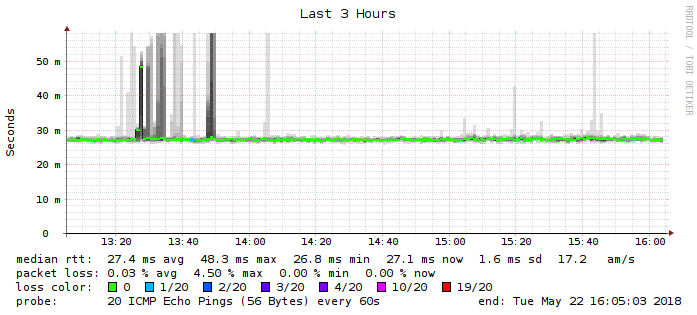 Last 3 Hours
RRDTOOL / TOBI OETIKER
Seconds
50 m
40 m
30 m
20 m
10 m
0
13:20 13:40 14:00 14:20 14:40 15:00 15:20 15:40 16:00
median rtt: 27.4 ms avg 48.3 ms max 26.8 ms min 27.1 ms now 1.6 ms sd 17.2 am/s
packet loss: 0.03 % avg 4.50 % max 0.00 % min 0.00 % now
loss color: 0 1/20 2/20 3/20 4/20 10/20 19/20
probe: 20 ICMP Echo Pings (56 Bytes) every 60s end: Tue May 22 16:05:03 2018